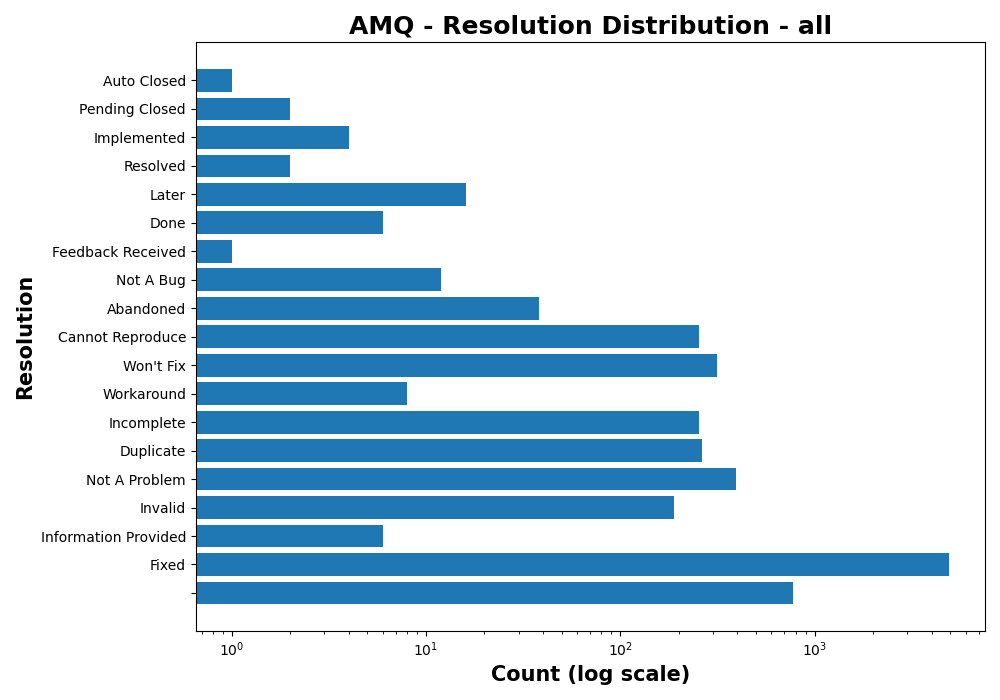 AMQ - Resolution Distribution - all
Resolution
Auto Closed
Pending Closed
Implemented
Resolved
Later
Done
Feedback Received
Not A Bug
Abandoned
Cannot Reproduce
Won't Fix
Workaround
Incomplete
Duplicate
Not A Problem
Invalid
Information Provided
Fixed
10⁰ 10¹ 10² 10³
Count (log scale)